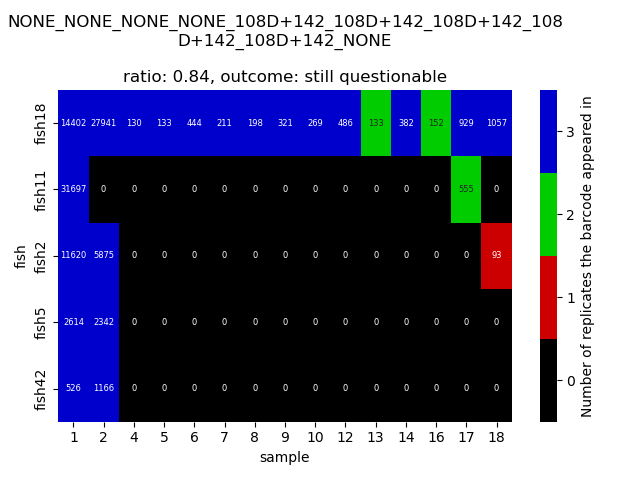 NONE_NONE_NONE_NONE_108D+142_108D+142_108D+142_108
D+142_108D+142_NONE
ratio: 0.84, outcome: still questionable
fish18 14402 27941 130 133 444 211 198 321 269 486 133 382 152 929 1057
fish11 31697 0 0 0 0 0 0 0 0 0 0 0 0 555 0
fish2 11620 5875 0 0 0 0 0 0 0 0 0 0 0 0 93
fish5 2614 2342 0 0 0 0 0 0 0 0 0 0 0 0 0
fish42 526 1166 0 0 0 0 0 0 0 0 0 0 0 0 0
fish
1 2 4 5 6 7 8 9 10 12 13 14 16 17 18
sample
3
2
1
0
Number of replicates the barcode appeared in